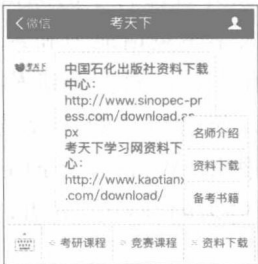 微信
考天下
考天下
中国石化出版社资料下载
中心:
http://www.sinopec-pr
ess.com/download.as
px
考天下学习网资料下
心:
http://www.kaotianx
.com/download/
名师介绍
资料下载
备考书籍
考研课程
竞赛课程
资料下载